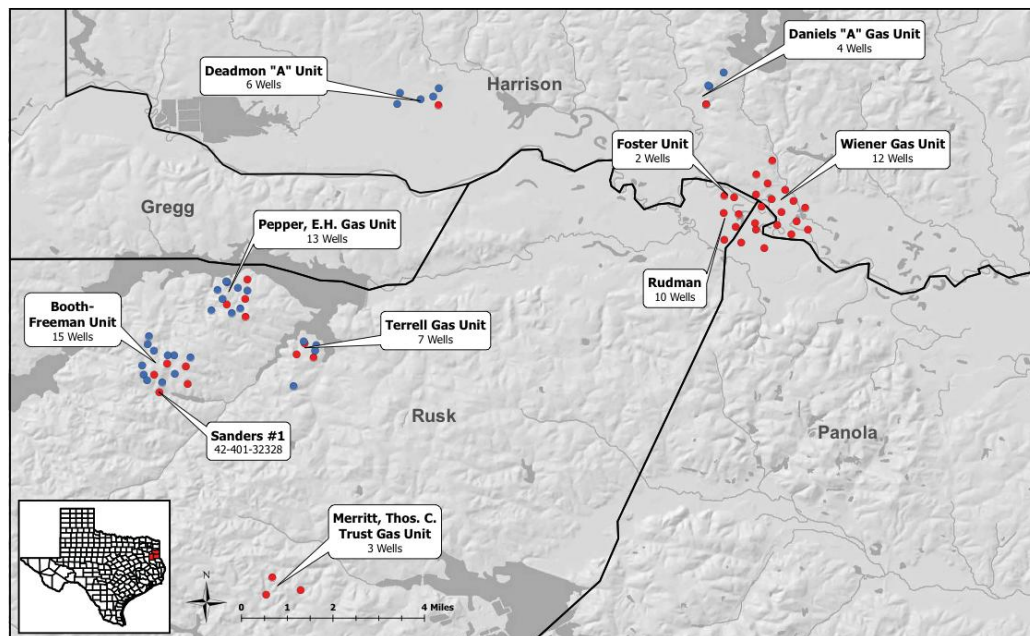 Daniels "A" Gas Unit
4 Wells
Deadmon "A" Unit
6 Wells
Harrison
Foster Unit
2 Wells
Wiener Gas Unit
12 Wells
Gregg
Pepper, E.H. Gas Unit
13 Wells
Rudman
10 Wells
Booth-
Freeman Unit
15 Wells
Terrell Gas Unit
7 Wells
Rusk
Panola
Sanders #1
42-401-32328
Merritt, Thos. C.
Trust Gas Unit
3 Wells
N
0 1 2 4 Miles